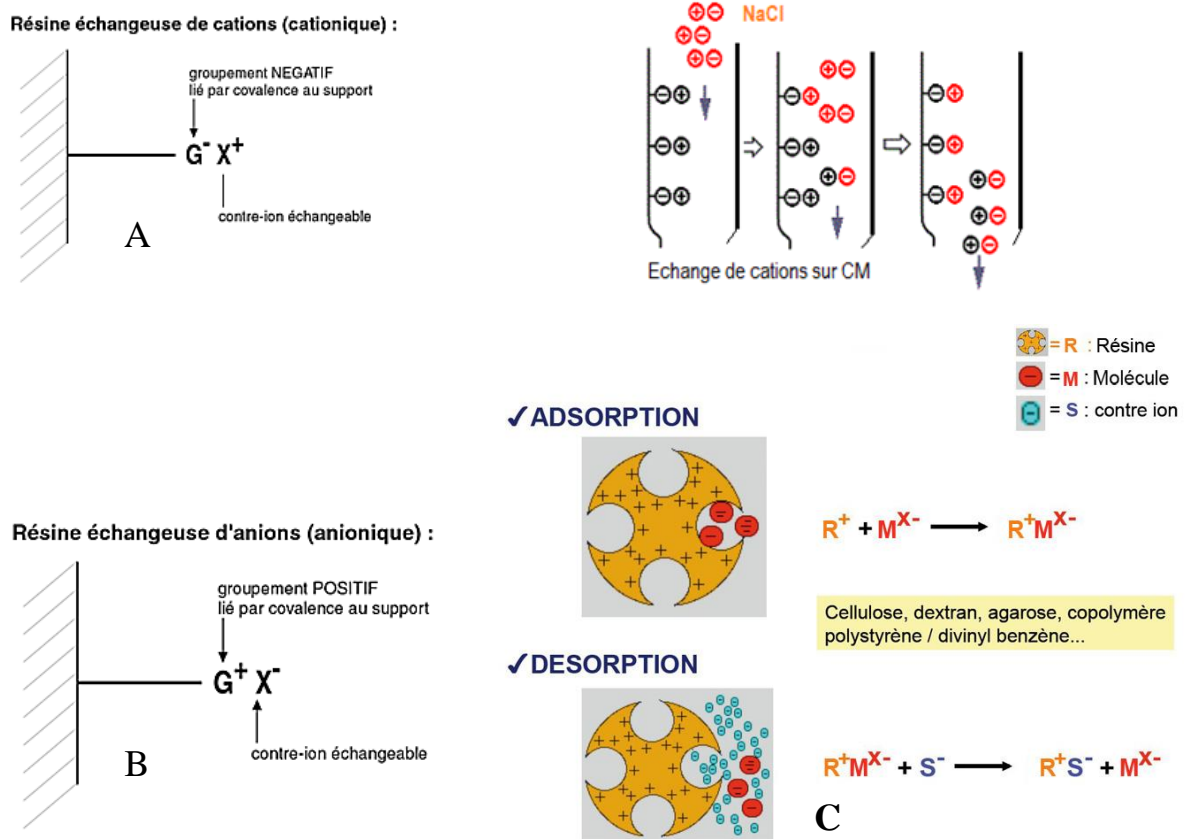 Résine échangeuse de cations (cationique) :
groupement NEGATIF
lié par covalence au support
G⁻ X⁺
contre-ion échangeable
A
NaCl
Echange de cations sur CM
= R : Résine
= M : Molécule
= S : contre ion
✓ADSORPTION
R⁺ + Mˣ⁻ → R⁺Mˣ⁻
Cellulose, dextran, agarose, copolymère
polystyrène / divinyl benzène...
Résine échangeuse d'anions (anionique) :
groupement POSITIF
lié par covalence au support
G⁺ X⁻
contre-ion échangeable
B
✓DESORPTION
R⁺Mˣ⁻ + S⁻ → R⁺S⁻ + Mˣ⁻
C